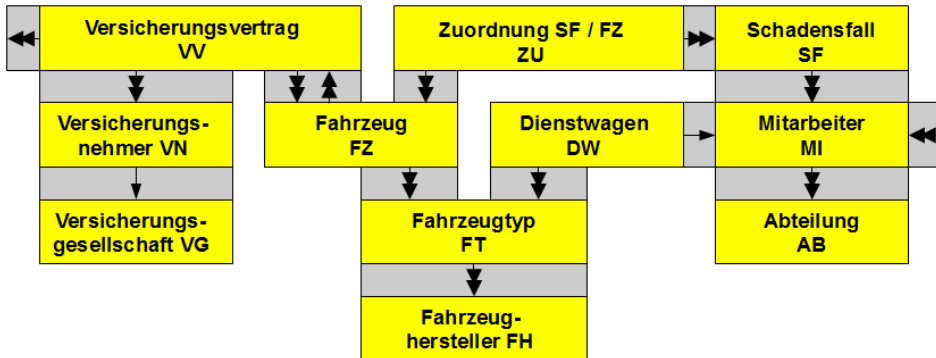 Versicherungsvertrag
VV
Zuordnung SF / FZ
ZU
Schadensfall
SF
Versicherungs-
nehmer VN
Fahrzeug
FZ
Dienstwagen
DW
Mitarbeiter
MI
Versicherungs-
gesellschaft VG
Fahrzeugtyp
FT
Abteilung
AB
Fahrzeug-
hersteller FH